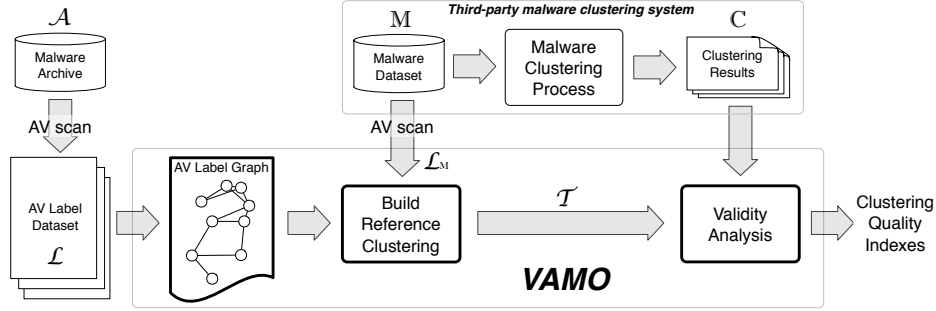 Third-party malware clustering system
𝒜
Malware
Archive
M
Malware
Dataset
Malware
Clustering
Process
C
Clustering
Results
AV scan
AV scan
ℒ_M
AV Label
Dataset
ℒ
AV Label Graph
Build
Reference
Clustering
𝒯
Validity
Analysis
Clustering
Quality
Indexes
VAMO